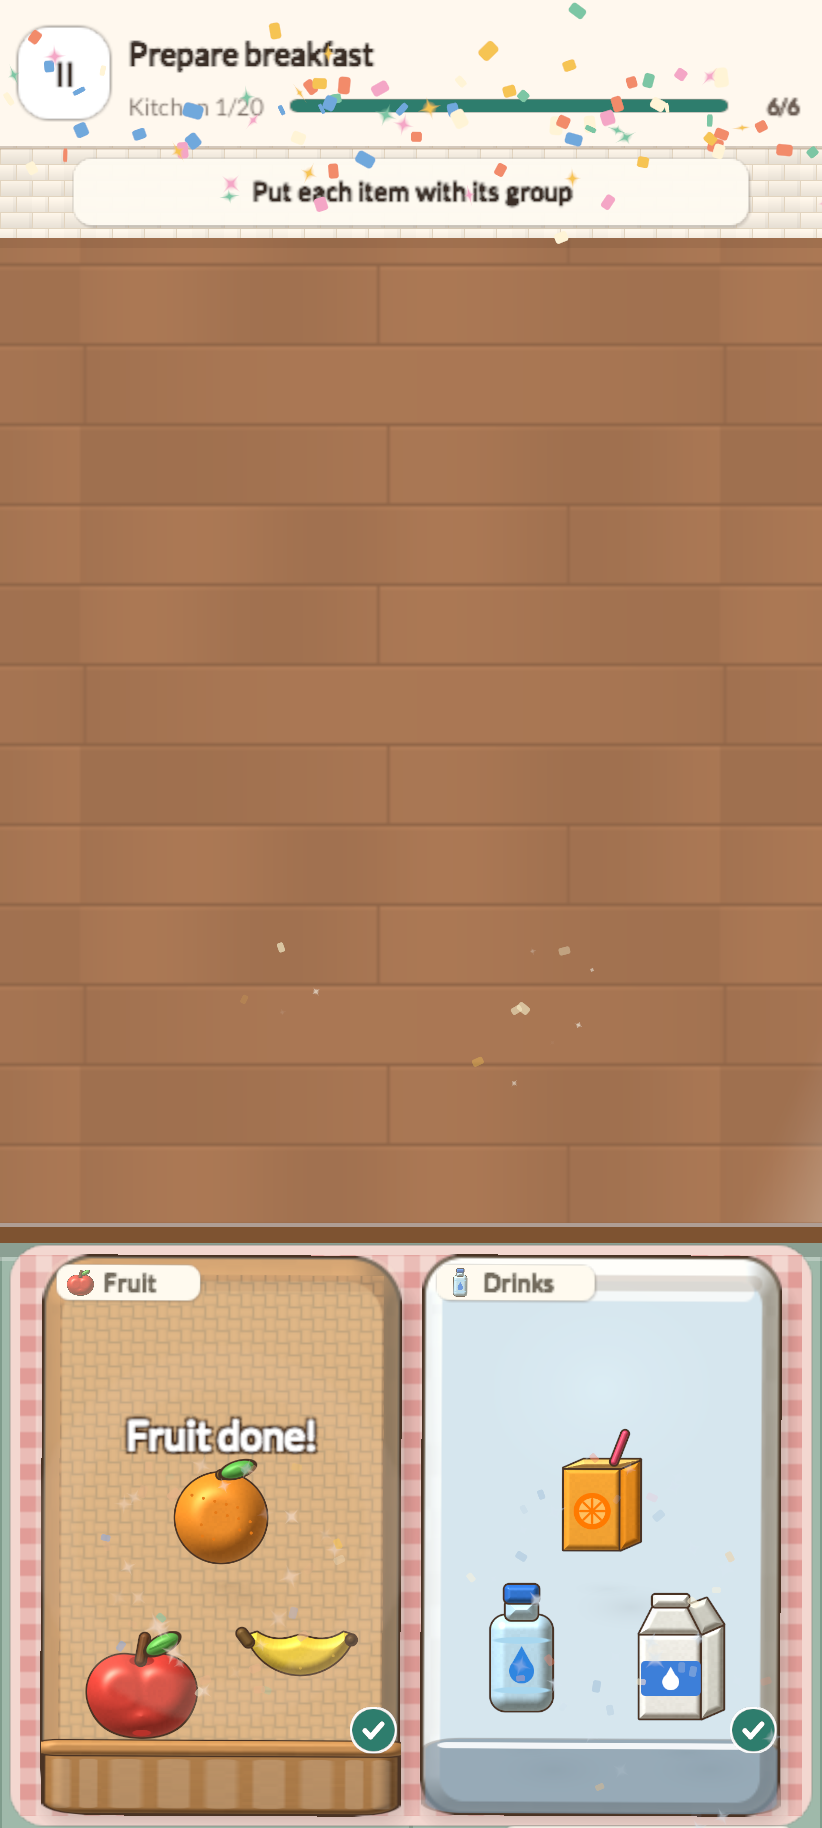 Prepare breakfast
Kitchen 1/20
6/6
Put each item with its group
Fruit
Drinks
Fruit done!